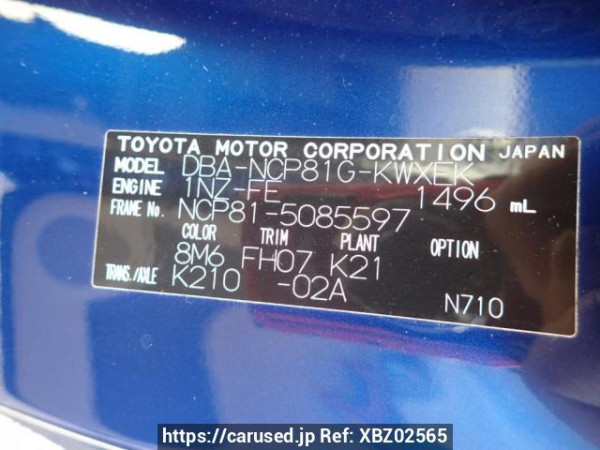 TOYOTA MOTOR CORPORATION JAPAN
MODEL DBA-NCP81G-KWXEK
ENGINE 1NZ-FE 1496 mL
FRAME No. NCP81-5085597
COLOR TRIM PLANT OPTION
8M6 FH07 K21
TRANS./AXLE K210 -02A
N710
https://carused.jp Ref: XBZ02565